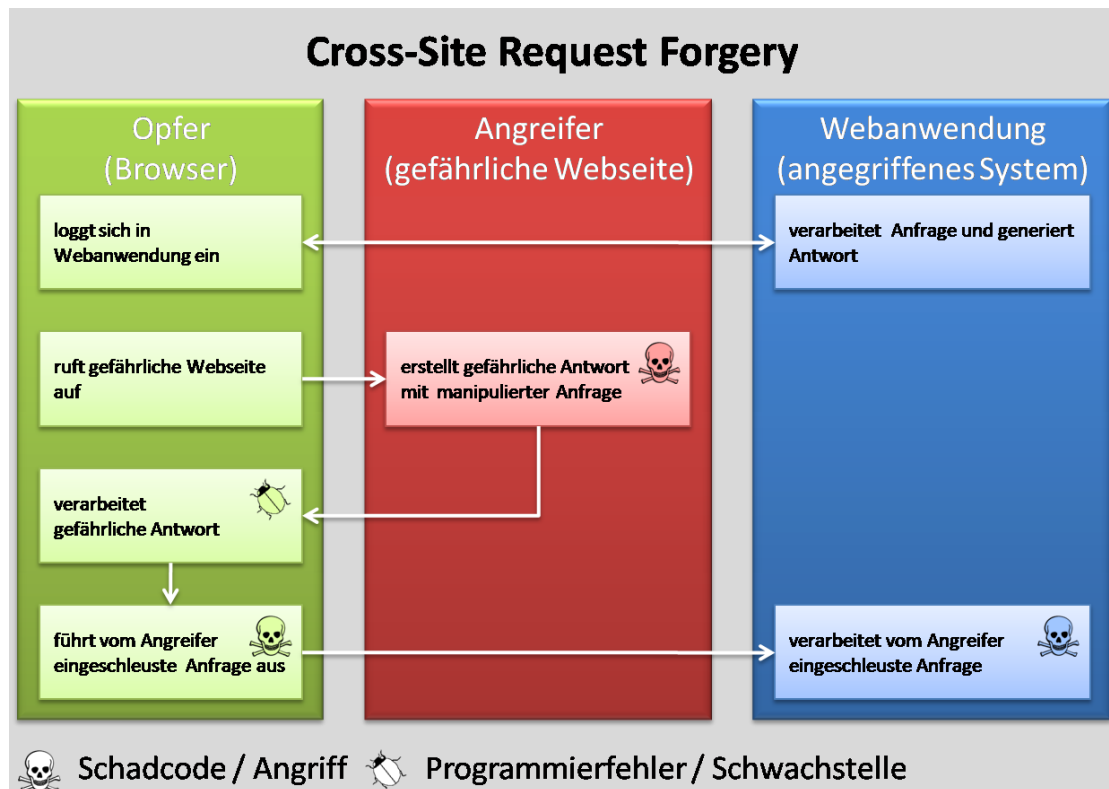 Cross-Site Request Forgery
Opfer
(Browser)
Angreifer
(gefährliche Webseite)
Webanwendung
(angegriffenes System)
loggt sich in
Webanwendung ein
verarbeitet Anfrage und generiert
Antwort
ruft gefährliche Webseite
auf
erstellt gefährliche Antwort
mit manipulierter Anfrage
verarbeitet
gefährliche Antwort
führt vom Angreifer
eingeschleuste Anfrage aus
verarbeitet vom Angreifer
eingeschleuste Anfrage
Schadcode / Angriff
Programmierfehler / Schwachstelle